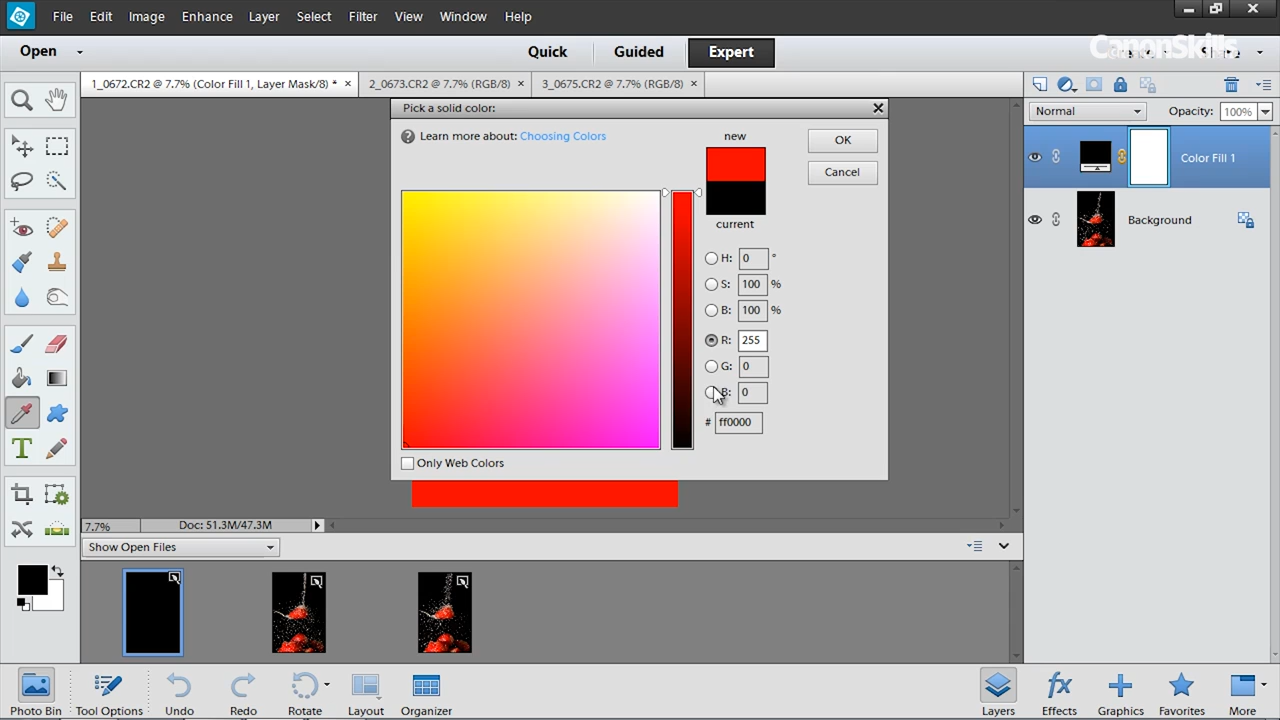 File Edit Image Enhance Layer Select Filter View Window Help
CanonSkills
Open Quick Guided Expert
1_0672.CR2 @ 7.7% (Color Fill 1, Layer Mask/8) * × 2_0673.CR2 @ 7.7% (RGB/8) × 3_0675.CR2 @ 7.7% (RGB/8) ×
Pick a solid color:
Normal Opacity: 100%
Learn more about: Choosing Colors
new
OK
Cancel
current
Color Fill 1
Background
H: 0 °
S: 100 %
B: 100 %
R: 255
G: 0
B: 0
# ff0000
Only Web Colors
7.7% Doc: 51.3M/47.3M
Show Open Files
Photo Bin Tool Options Undo Redo Rotate Layout Organizer Layers Effects Graphics Favorites More